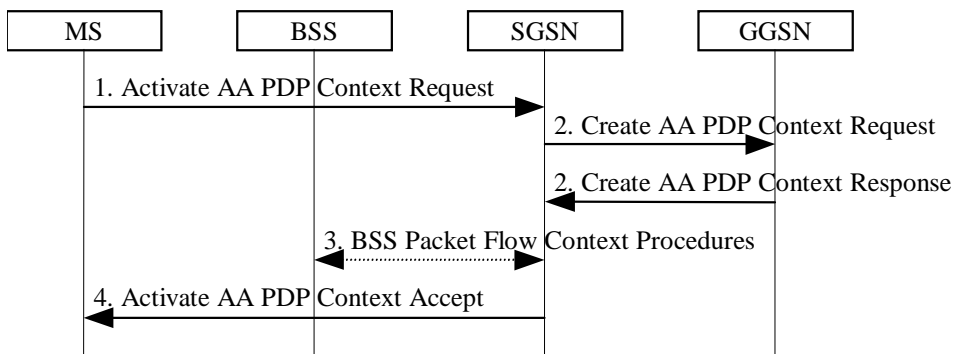 MS BSS SGSN GGSN
1. Activate AA PDP Context Request
2. Create AA PDP Context Request
2. Create AA PDP Context Response
3. BSS Packet Flow Context Procedures
4. Activate AA PDP Context Accept